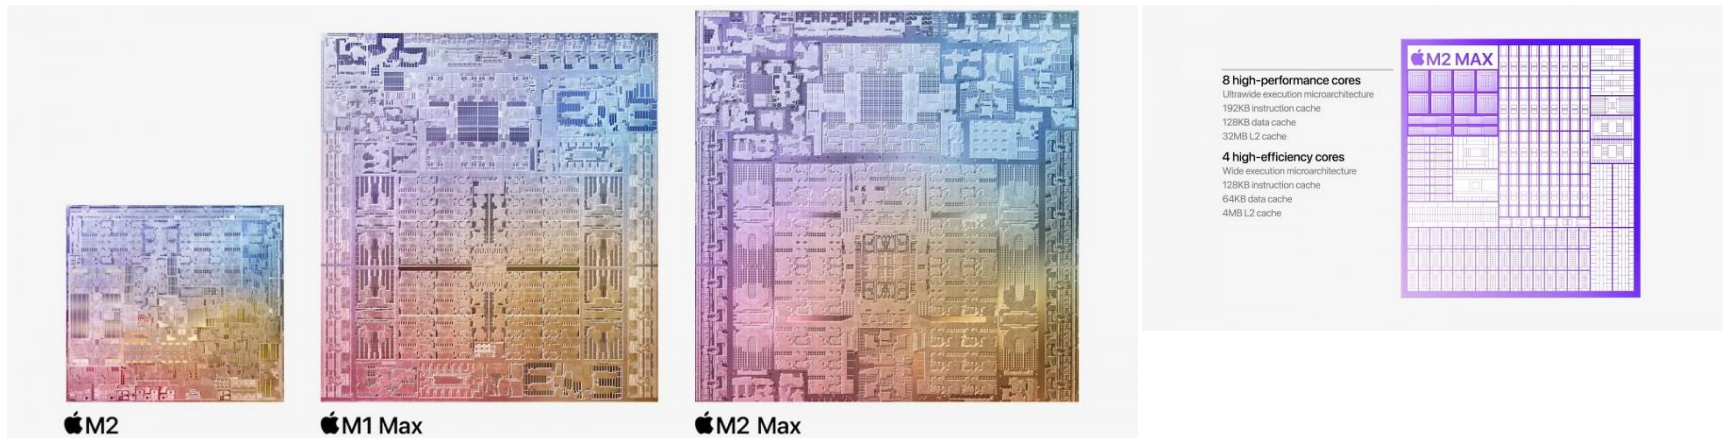 M2
M1 Max
M2 Max
8 high-performance cores
Ultrawide execution microarchitecture
192KB instruction cache
128KB data cache
32MB L2 cache
4 high-efficiency cores
Wide execution microarchitecture
128KB instruction cache
64KB data cache
4MB L2 cache
M2 MAX